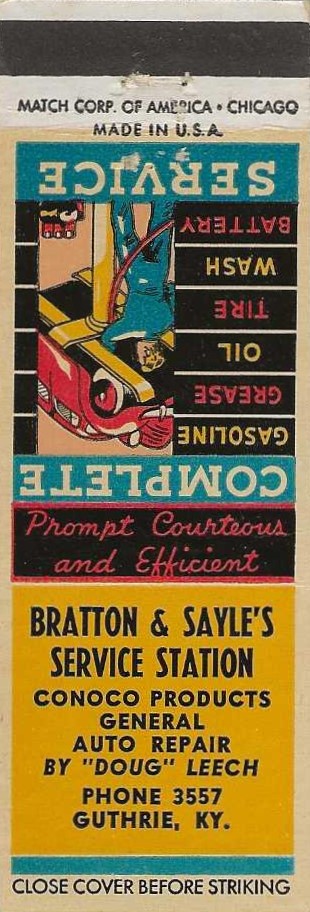 MATCH CORP. OF AMERICA • CHICAGO
MADE IN U.S.A.
COMPLETE
GASOLINE
GREASE
OIL
TIRE
WASH
BATTERY
SERVICE
Prompt Courteous
and Efficient
BRATTON & SAYLE'S
SERVICE STATION
CONOCO PRODUCTS
GENERAL
AUTO REPAIR
BY "DOUG" LEECH
PHONE 3557
GUTHRIE, KY.
CLOSE COVER BEFORE STRIKING